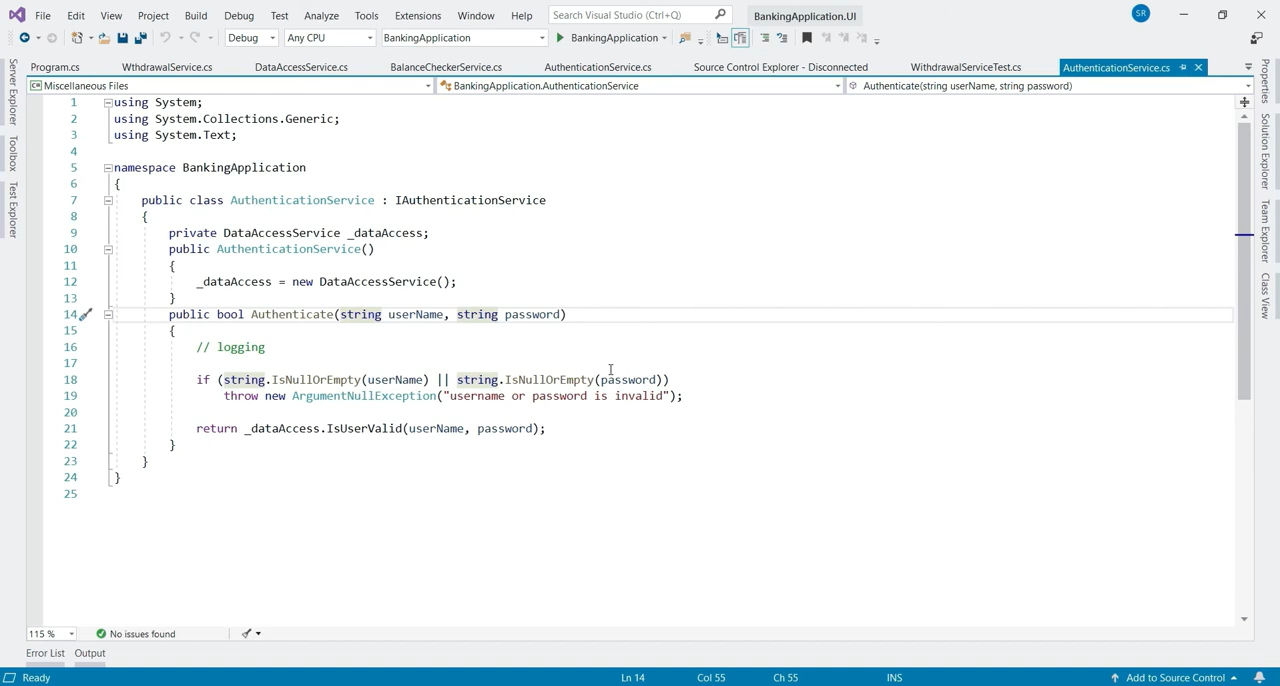 File Edit View Project Build Debug Test Analyze Tools Extensions Window Help Search Visual Studio (Ctrl+Q) BankingApplication.UI SR
Debug Any CPU BankingApplication BankingApplication
Program.cs WthdrawalService.cs DataAccessService.cs BalanceCheckerService.cs AuthenticationService.cs Source Control Explorer - Disconnected WithdrawalServiceTest.cs AuthenticationService.cs
Miscellaneous Files BankingApplication.AuthenticationService Authenticate(string userName, string password)
Server Explorer
Toolbox
Test Explorer
1 using System;
2 using System.Collections.Generic;
3 using System.Text;
4
5 namespace BankingApplication
6 {
7 public class AuthenticationService : IAuthenticationService
8 {
9 private DataAccessService _dataAccess;
10 public AuthenticationService()
11 {
12 _dataAccess = new DataAccessService();
13 }
14 public bool Authenticate(string userName, string password)
15 {
16 // logging
17
18 if (string.IsNullOrEmpty(userName) || string.IsNullOrEmpty(password))
19 throw new ArgumentNullException("username or password is invalid");
20
21 return _dataAccess.IsUserValid(userName, password);
22 }
23 }
24 }
25
Properties
Solution Explorer
Team Explorer
Class View
115 % No issues found
Error List Output
Ready Ln 14 Col 55 Ch 55 INS Add to Source Control